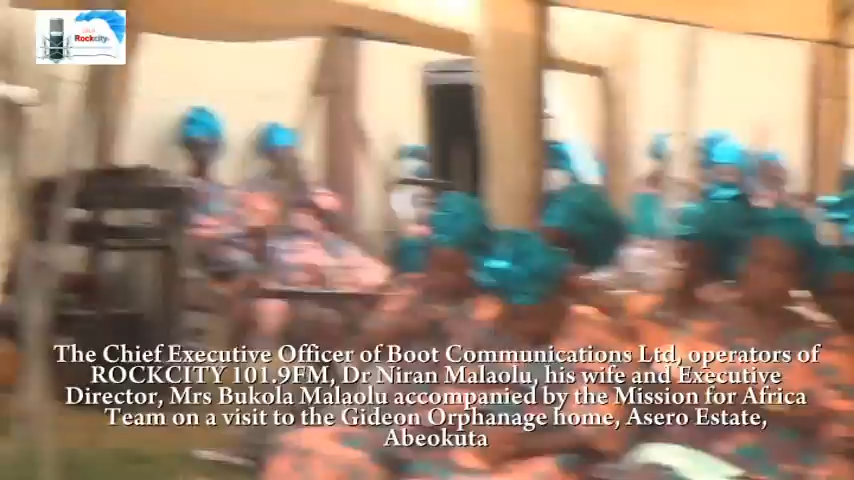 Rockcity
The Chief Executive Officer of Boot Communications Ltd, operators of
ROCKCITY 101.9FM, Dr Niran Malaolu, his wife and Executive
Director, Mrs Bukola Malaolu accompanied by the Mission for Africa
Team on a visit to the Gideon Orphanage home, Asero Estate,
Abeokuta